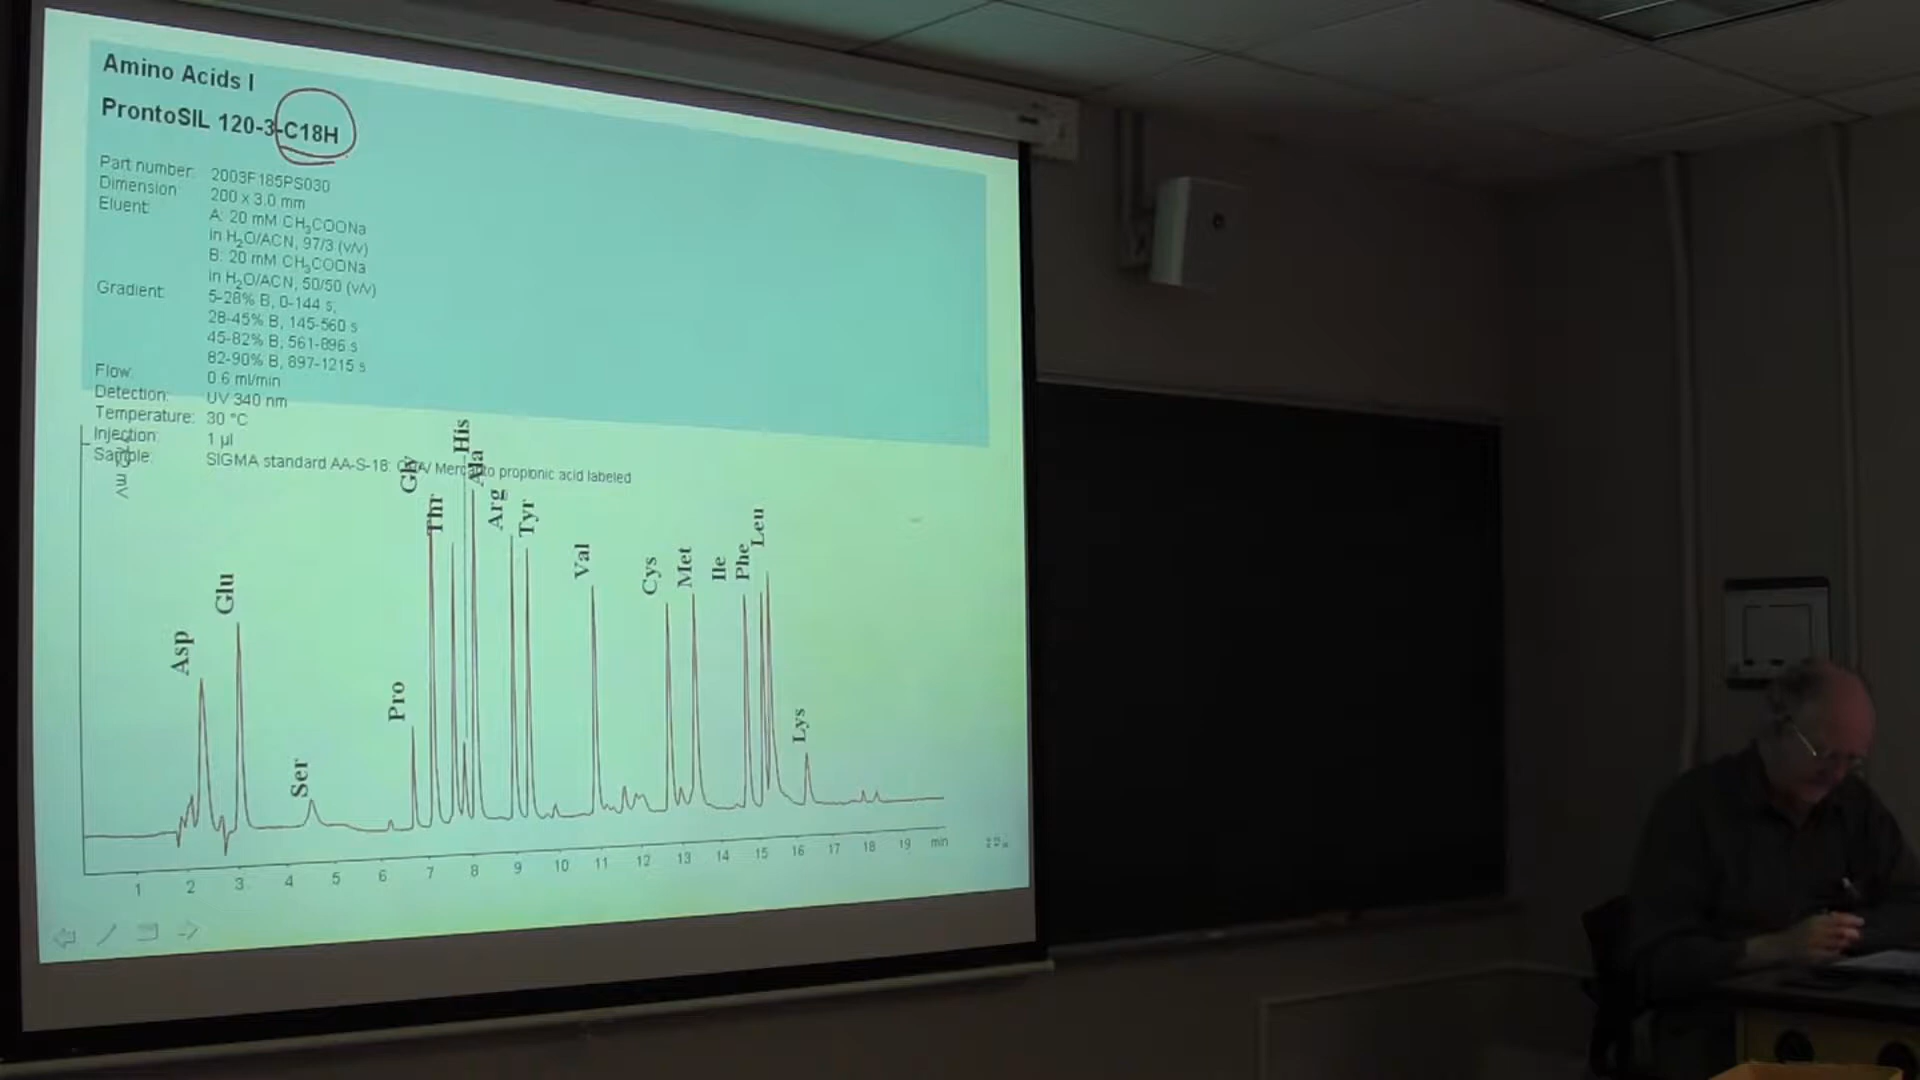 Amino Acids I
ProntoSIL 120-3-C18H
Part number: 2003F185PS030
Dimension: 200 x 3.0 mm
Eluent: A: 20 mM CH₃COONa
in H₂O/ACN, 97/3 (v/v)
B: 20 mM CH₃COONa
in H₂O/ACN, 50/50 (v/v)
Gradient: 5-28% B, 0-144 s,
28-45% B, 145-560 s
45-82% B, 561-896 s
82-90% B, 897-1215 s
Flow: 0.6 ml/min
Detection: UV 340 nm
Temperature: 30 °C
Injection: 1 µl
Sample: SIGMA standard AA-S-18: Mercapto propionic acid labeled
mV
Asp
Glu
Ser
Pro
Gly
Thr
His
Ala
Arg
Tyr
Val
Cys
Met
Ile
Phe
Leu
Lys
1 2 3 4 5 6 7 8 9 10 11 12 13 14 15 16 17 18 19 min